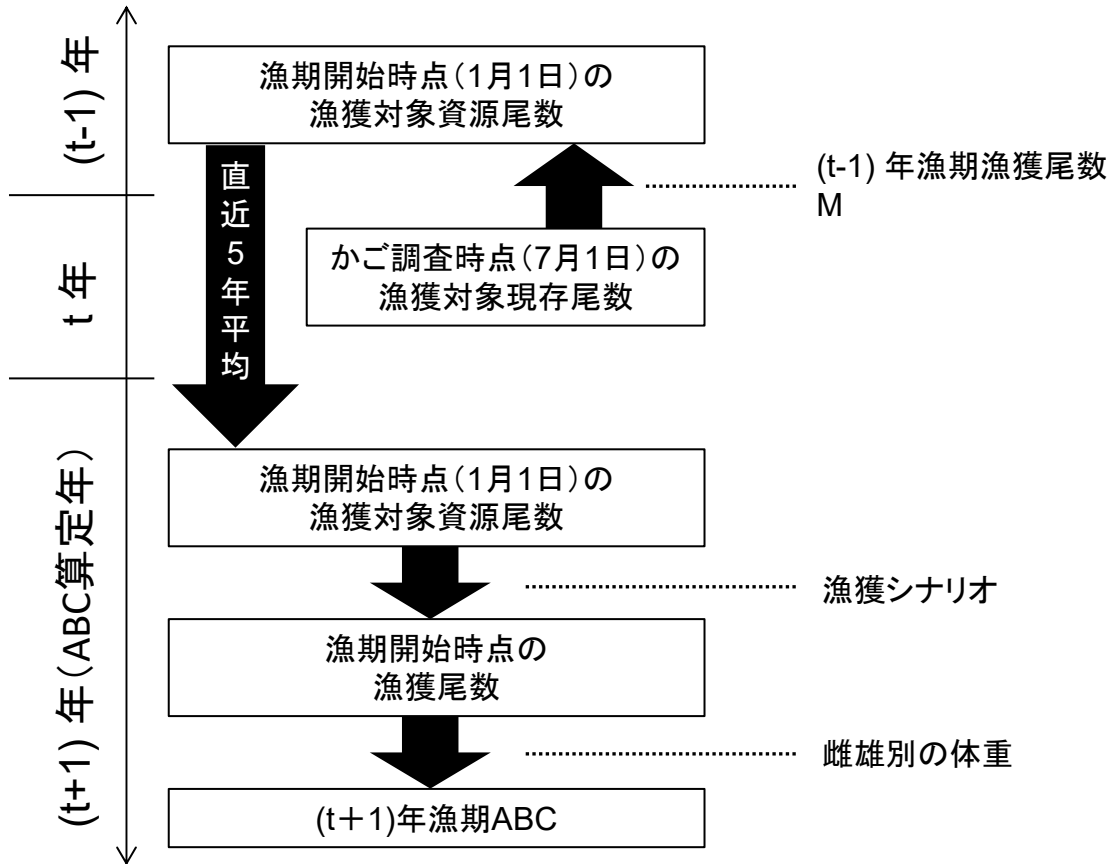 (t-1) 年
漁期開始時点(1月1日)の
漁獲対象資源尾数
直近5年平均
(t-1) 年漁期漁獲尾数
M
t 年
かご調査時点(7月1日)の
漁獲対象現存尾数
(t+1) 年(ABC算定年)
漁期開始時点(1月1日)の
漁獲対象資源尾数
漁獲シナリオ
漁期開始時点の
漁獲尾数
雌雄別の体重
(t+1)年漁期ABC